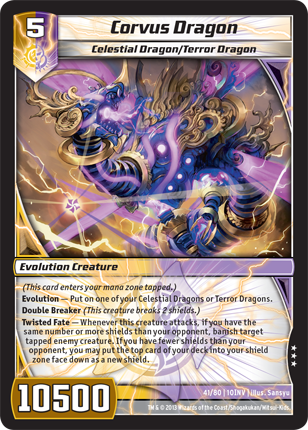 5
Corvus Dragon
Celestial Dragon/Terror Dragon
Evolution Creature
(This card enters your mana zone tapped.)
Evolution — Put on one of your Celestial Dragons or Terror Dragons.
Double Breaker (This creature breaks 2 shields.)
Twisted Fate — Whenever this creature attacks, if you have the
same number or more shields than your opponent, banish target
tapped enemy creature. If you have fewer shields than your
opponent, you may put the top card of your deck into your shield
zone face down as a new shield.
10500
41/80 | 10INV | Illus. Sansyu
TM & © 2013 Wizards of the Coast/Shogakukan/Mitsui-Kids.